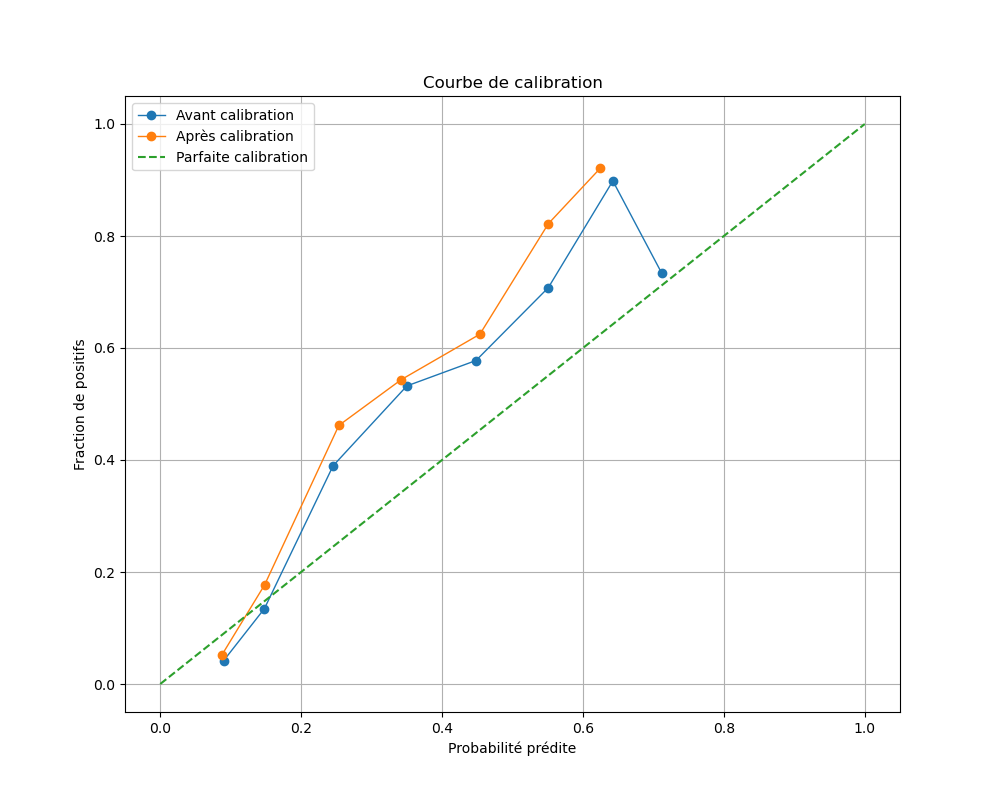 Courbe de calibration
Avant calibration
Après calibration
Parfaite calibration
1.0
0.8
0.6
0.4
0.2
0.0
Fraction de positifs
0.0 0.2 0.4 0.6 0.8 1.0
Probabilité prédite